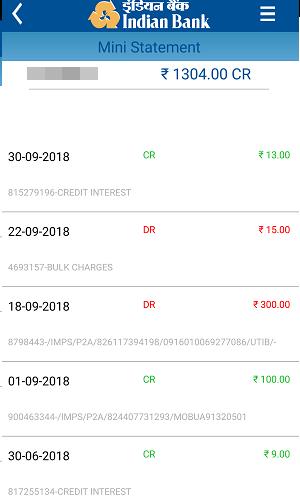 इंडियन बैंक
Indian Bank
Mini Statement
₹ 1304.00 CR
30-09-2018 CR ₹ 13.00
815279196-CREDIT INTEREST
22-09-2018 DR ₹ 15.00
4693157-BULK CHARGES
18-09-2018 DR ₹ 300.00
8798443-/IMPS/P2A/826117394198/0916010069277086/UTIB/-
01-09-2018 CR ₹ 100.00
900463344-/IMPS/P2A/824407731293/MOBUA91320501
30-06-2018 CR ₹ 9.00
817255134-CREDIT INTEREST